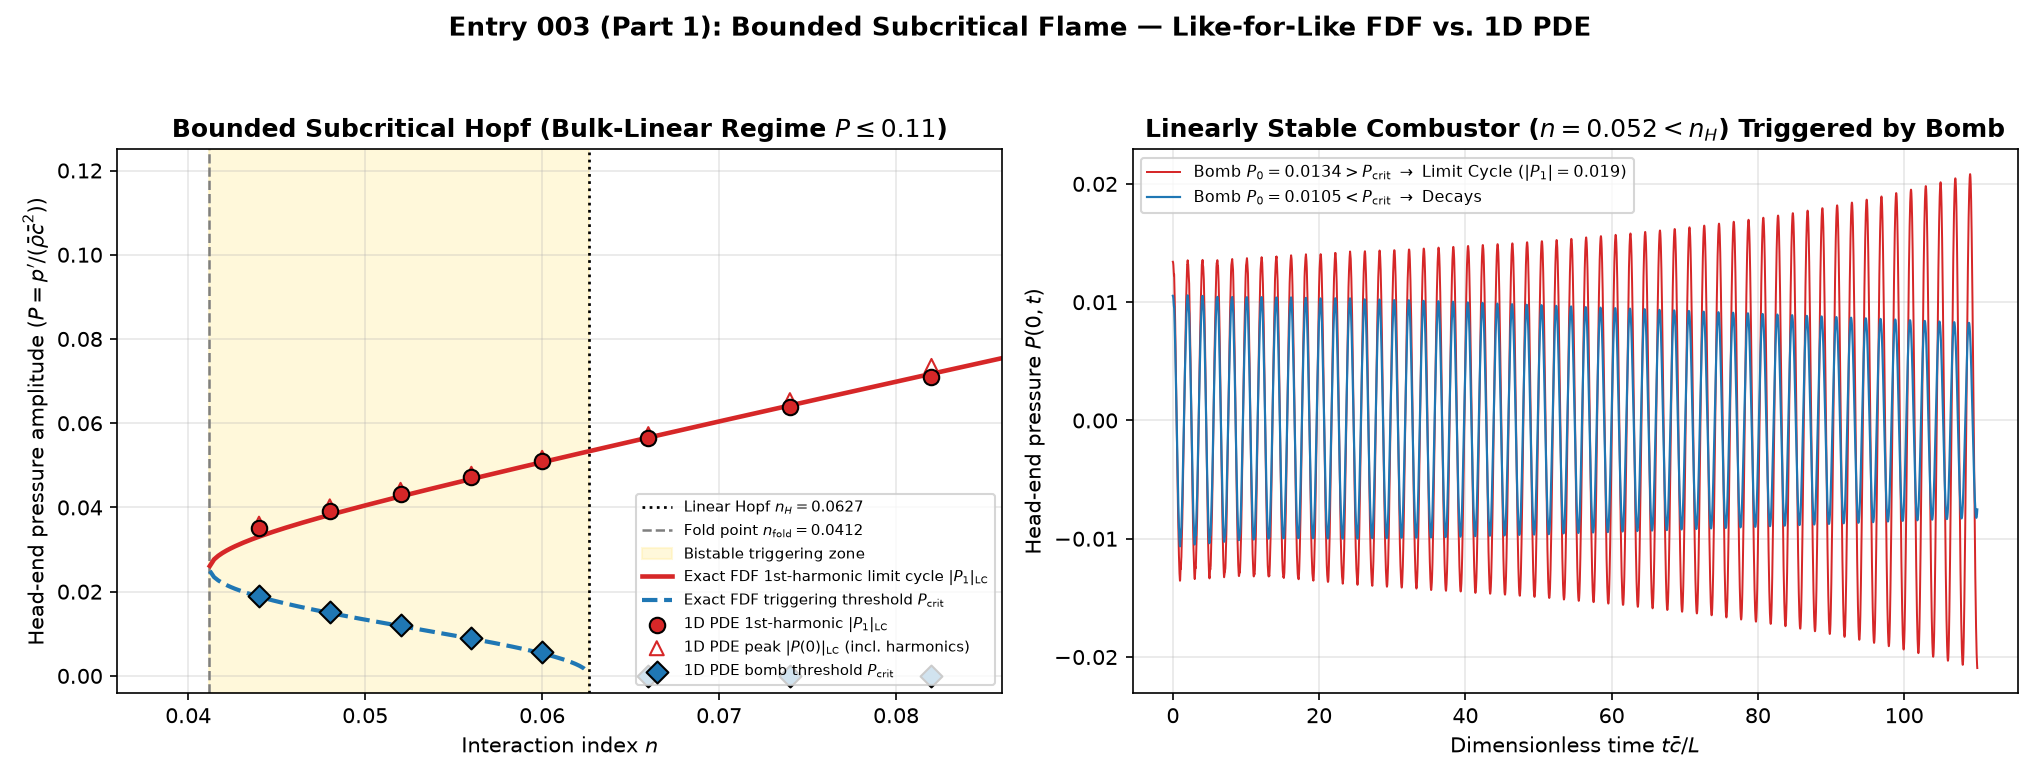 Entry 003 (Part 1): Bounded Subcritical Flame — Like-for-Like FDF vs. 1D PDE
Bounded Subcritical Hopf (Bulk-Linear Regime P ≤ 0.11)
Head-end pressure amplitude (P = p′/(ρ̄c̄²))
0.12
0.10
0.08
0.06
0.04
0.02
0.00
Linear Hopf n_H = 0.0627
Fold point n_fold = 0.0412
Bistable triggering zone
Exact FDF 1st-harmonic limit cycle |P₁|_LC
Exact FDF triggering threshold P_crit
1D PDE 1st-harmonic |P₁|_LC
1D PDE peak |P(0)|_LC (incl. harmonics)
1D PDE bomb threshold P_crit
0.04 0.05 0.06 0.07 0.08
Interaction index n
Linearly Stable Combustor (n = 0.052 < n_H) Triggered by Bomb
Head-end pressure P(0, t)
Bomb P₀ = 0.0134 > P_crit → Limit Cycle (|P₁| = 0.019)
Bomb P₀ = 0.0105 < P_crit → Decays
0.02
0.01
0.00
−0.01
−0.02
0 20 40 60 80 100
Dimensionless time tc̄/L